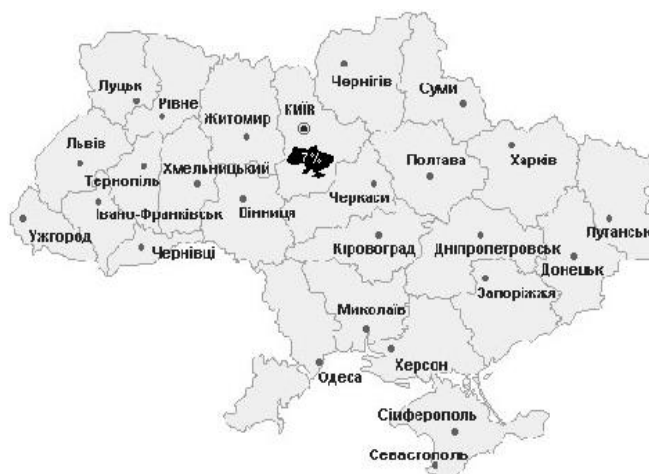 Чернігів
Луцьк
Суми
Рівне
КИЇВ
Житомир
Львів
7%
Полтава
Харків
Тернопіль
Хмельницький
Черкаси
Івано-Франківськ
Вінниця
Ужгород
Луганськ
Чернівці
Кіровоград
Дніпропетровськ
Донецьк
Запоріжжя
Миколаїв
Херсон
Одеса
Сімферополь
Севастополь